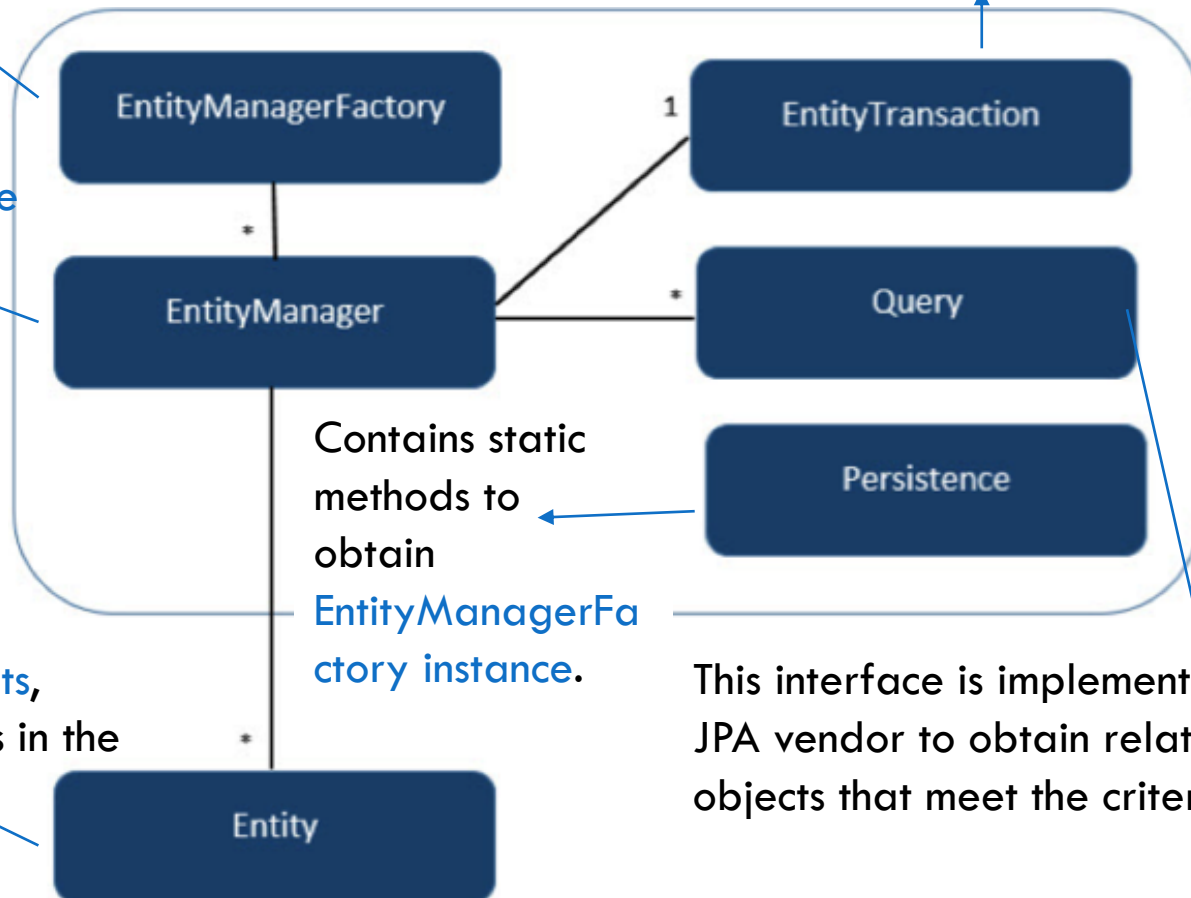 EntityManagerFactory
1
EntityTransaction
e
*
EntityManager
*
Query
Contains static
methods to
obtain
EntityManagerFa
ctory instance.
Persistence
ts,
s in the
This interface is implement
JPA vendor to obtain relat
objects that meet the criter
*
Entity